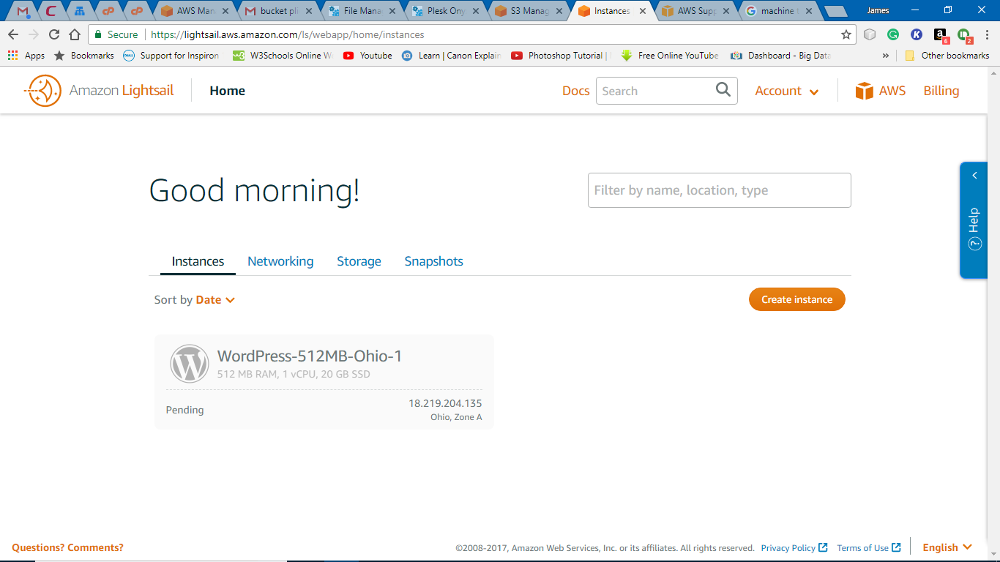 AWS Man
bucket pl
File Mana
Plesk Ony
S3 Manag
Instances
AWS Supp
machine t
James
Secure
https://lightsail.aws.amazon.com/ls/webapp/home/instances
6
2
Apps
Bookmarks
DELL
Support for Inspiron
W3
W3Schools Online W
Youtube
Learn | Canon Explain
Photoshop Tutorial |
Free Online YouTube
Dashboard - Big Data
»
Other bookmarks
Amazon Lightsail
Home
Docs
Search
Account
AWS
Billing
Good morning!
Filter by name, location, type
Help
Instances
Networking
Storage
Snapshots
Sort by Date
Create instance
WordPress-512MB-Ohio-1
512 MB RAM, 1 vCPU, 20 GB SSD
Pending
18.219.204.135
Ohio, Zone A
Questions? Comments?
©2008-2017, Amazon Web Services, Inc. or its affiliates. All rights reserved.
Privacy Policy
Terms of Use
English